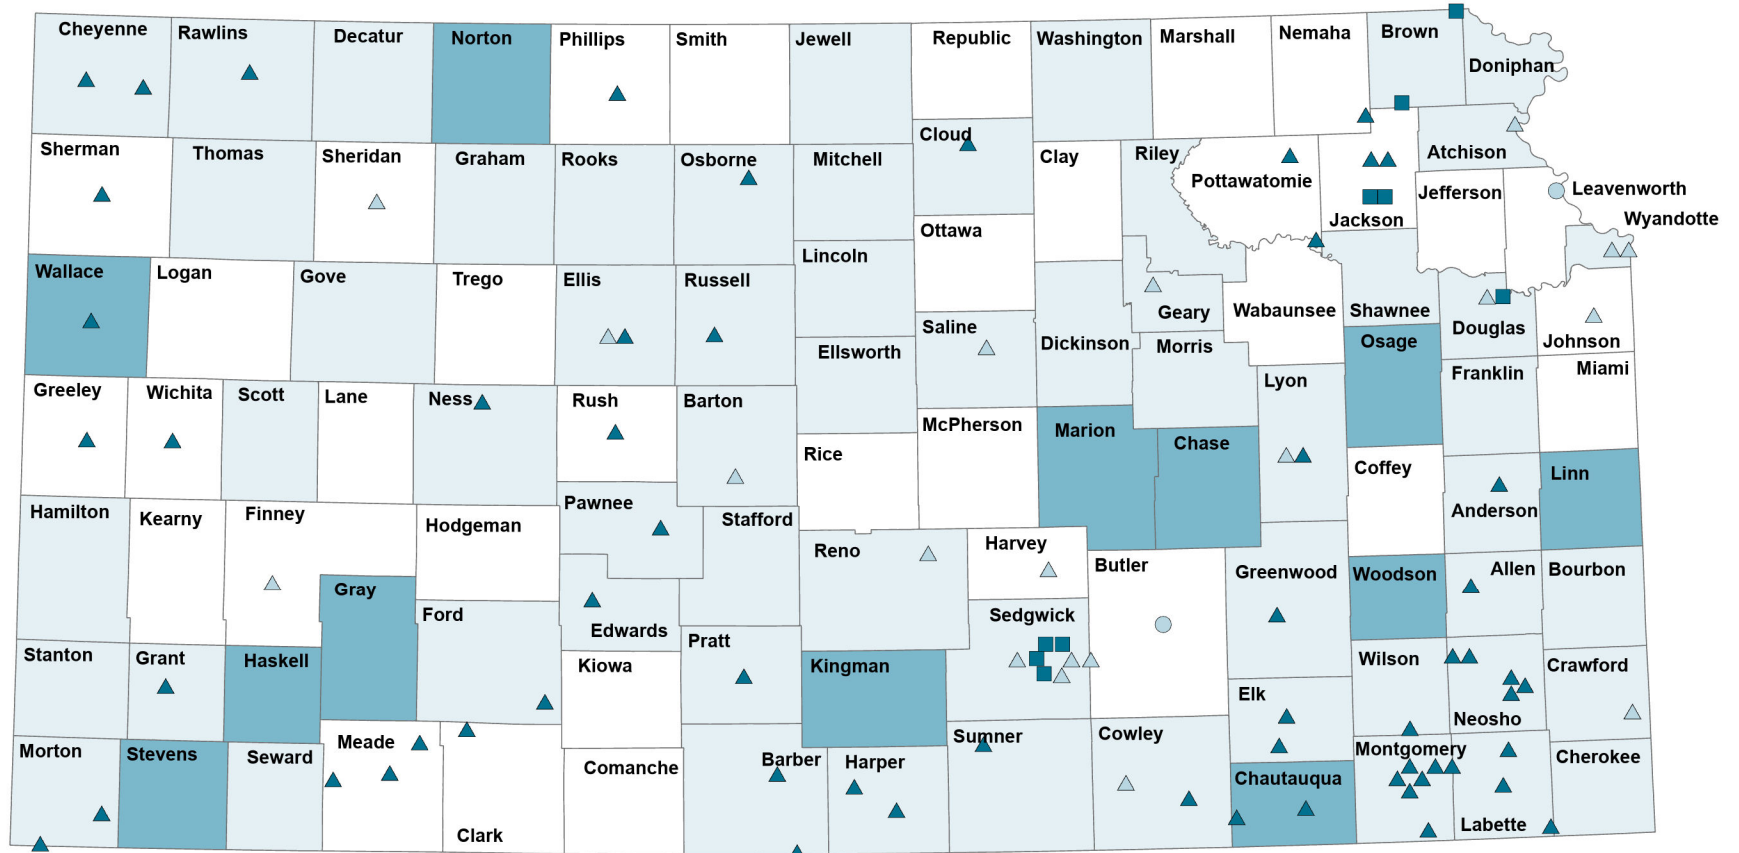 Cheyenne
Rawlins
Decatur
Norton
Phillips
Smith
Jewell
Republic
Washington
Marshall
Nemaha
Brown
Doniphan
Sherman
Thomas
Sheridan
Graham
Rooks
Osborne
Mitchell
Cloud
Clay
Riley
Pottawatomie
Jackson
Atchison
Jefferson
Leavenworth
Wyandotte
Wallace
Logan
Gove
Trego
Ellis
Russell
Lincoln
Ottawa
Saline
Dickinson
Geary
Wabaunsee
Shawnee
Douglas
Johnson
Ellsworth
Morris
Osage
Franklin
Miami
Greeley
Wichita
Scott
Lane
Ness
Rush
Barton
Rice
McPherson
Marion
Chase
Lyon
Coffey
Anderson
Linn
Hamilton
Kearny
Finney
Hodgeman
Pawnee
Stafford
Reno
Harvey
Butler
Greenwood
Woodson
Allen
Bourbon
Gray
Ford
Edwards
Sedgwick
Stanton
Grant
Haskell
Kiowa
Pratt
Kingman
Elk
Wilson
Neosho
Crawford
Morton
Stevens
Seward
Meade
Clark
Comanche
Barber
Harper
Sumner
Cowley
Chautauqua
Montgomery
Labette
Cherokee